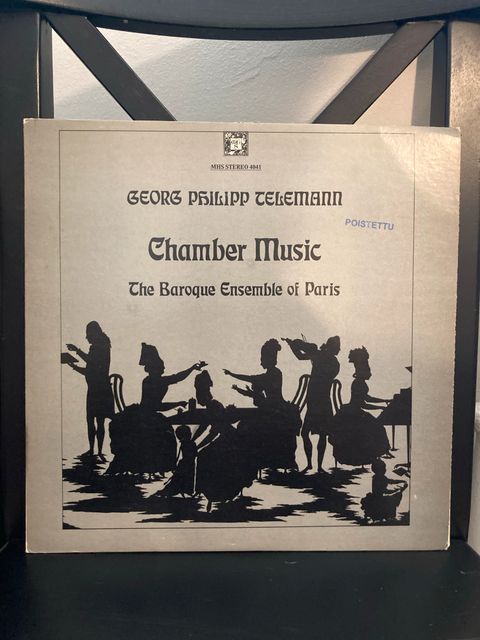 MHS STEREO 4041
GEORG PHILIPP TELEMANN
POISTETTU
Chamber Music
The Baroque Ensemble of Paris